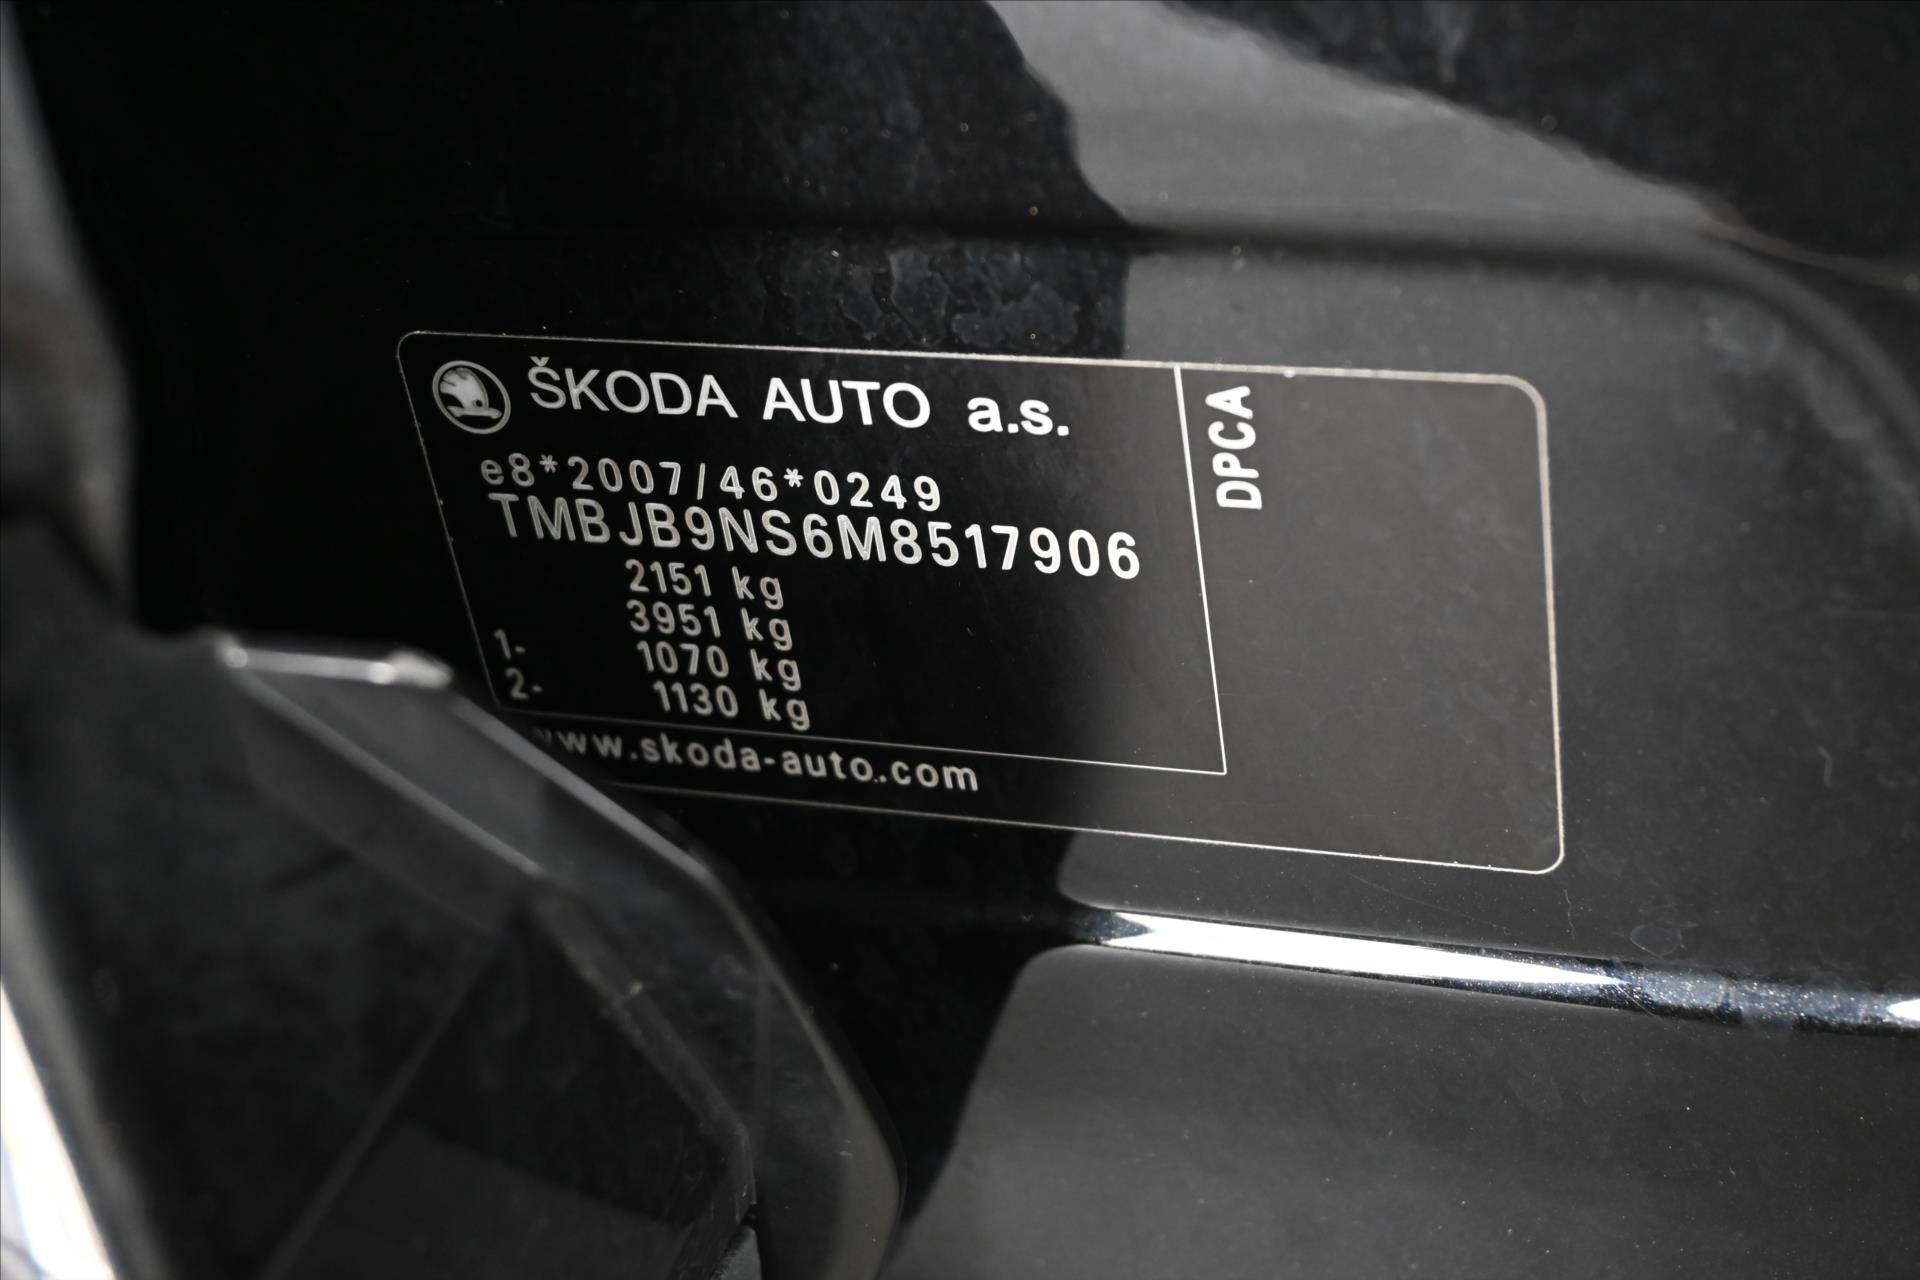 ŠKODA AUTO a.s.
e8*2007/46*0249
TMBJB9NS6M8517906
2151 kg
3951 kg
1- 1070 kg
2- 1130 kg
www.skoda-auto.com
DPCA